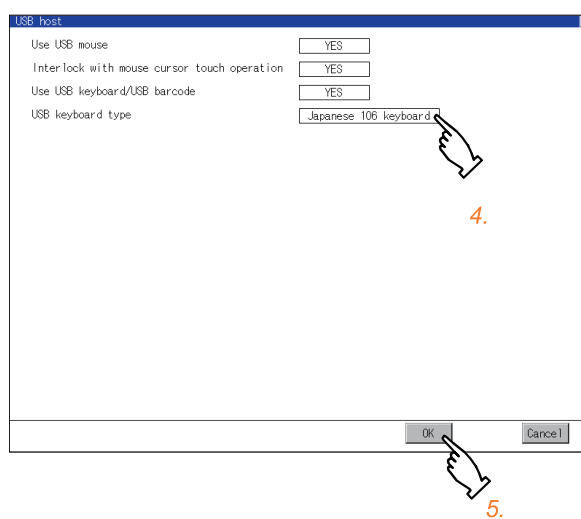 USB host
Use USB mouse YES
Interlock with mouse cursor touch operation YES
Use USB keyboard/USB barcode YES
USB keyboard type Japanese 106 keyboard
4.
OK Cancel
5.